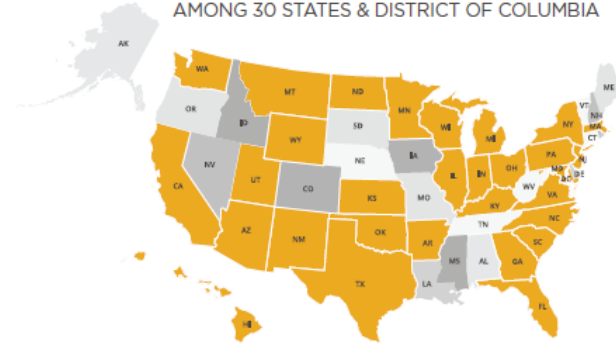 AMONG 30 STATES & DISTRICT OF COLUMBIA
AK
WA
MT
ND
MN
ME
VT
NH
OR
ID
SD
WI
MI
NY
MA
CT
WY
IA
PA
NJ
NE
NV
UT
CO
IL
IN
OH
MD
DE
DC
WV
VA
CA
KS
MO
KY
NC
TN
AZ
NM
OK
AR
SC
MS
AL
GA
TX
LA
FL
HI